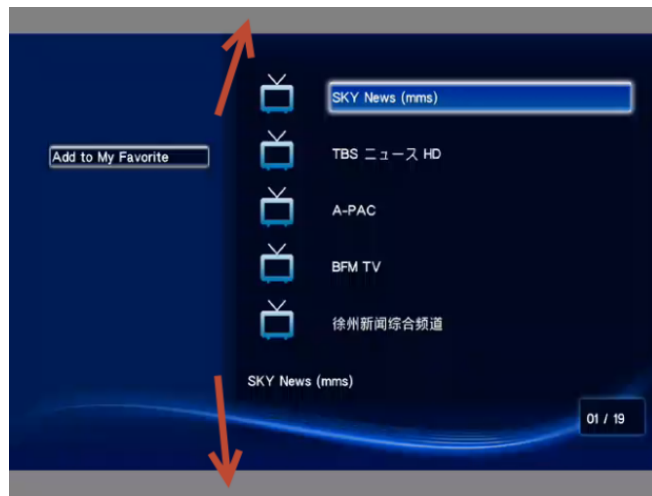 SKY News (mms)
Add to My Favorite
TBS ニュース HD
A-PAC
BFM TV
徐州新闻综合频道
SKY News (mms)
01 / 19